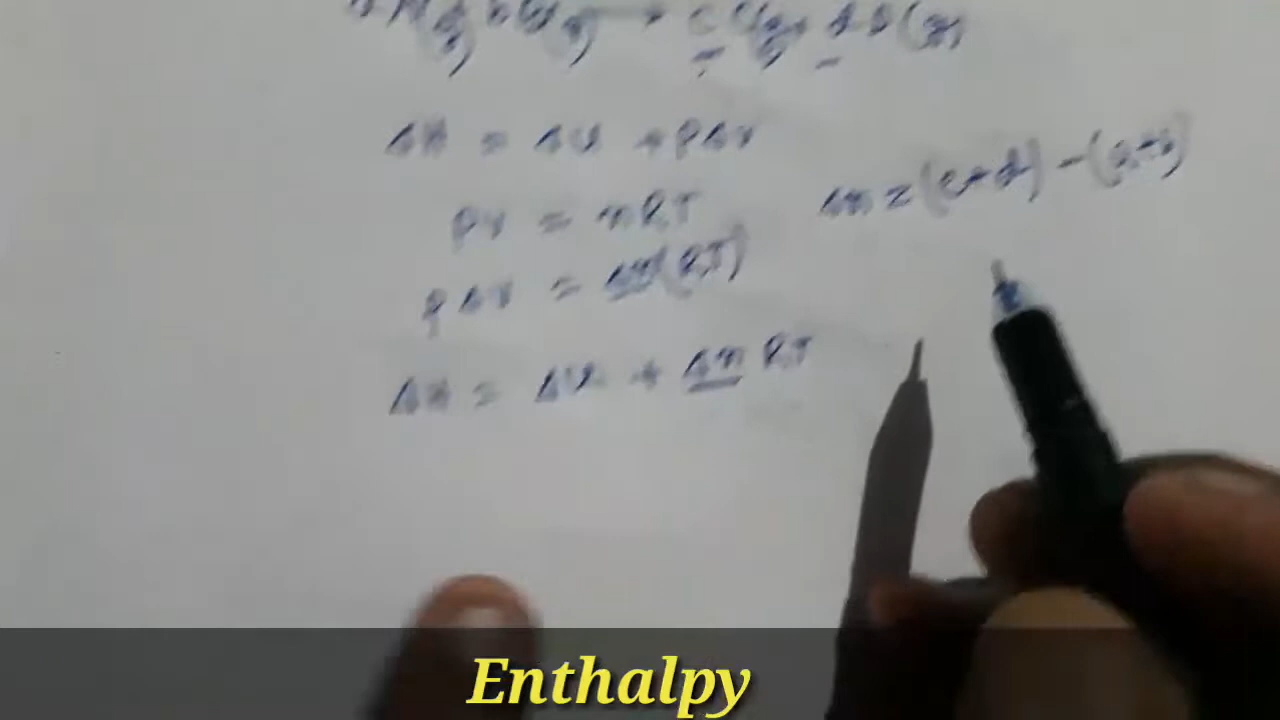 ΔH = ΔU + PΔV
PV = nRT
Δn = (c+d) - (a+b)
PΔV = Δn(RT)
ΔH = ΔU + Δn RT
Enthalpy